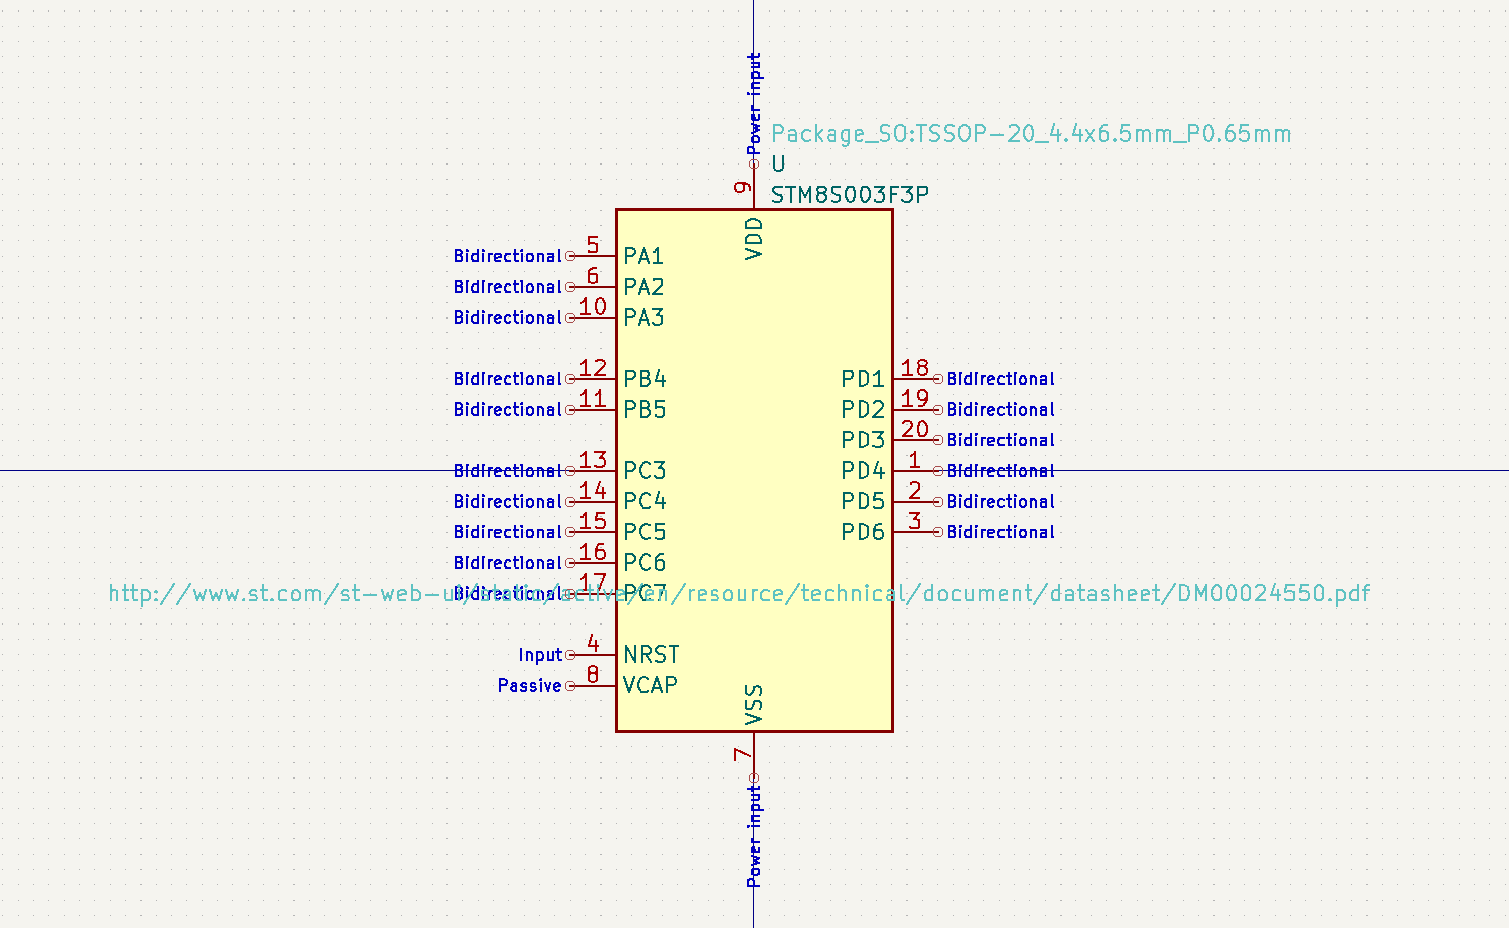 Power input
Package_SO:TSSOP-20_4.4x6.5mm_P0.65mm
U
9
STM8S003F3P
VDD
Bidirectional 5 PA1
Bidirectional 6 PA2
Bidirectional 10 PA3
Bidirectional 12 PB4 PD1 18 Bidirectional
Bidirectional 11 PB5 PD2 19 Bidirectional
PD3 20 Bidirectional
Bidirectional 13 PC3 PD4 1 Bidirectional
Bidirectional 14 PC4 PD5 2 Bidirectional
Bidirectional 15 PC5 PD6 3 Bidirectional
Bidirectional 16 PC6
Bidirectional 17 PC7
http://www.st.com/st-web-ui/static/active/en/resource/technical/document/datasheet/DM00024550.pdf
Input 4 NRST
Passive 8 VCAP
VSS
7
Power input